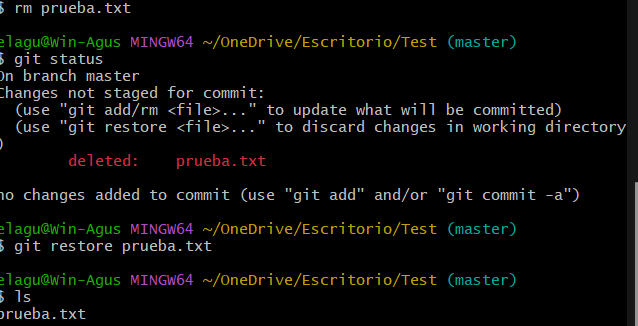 $ rm prueba.txt
elagu@Win-Agus MINGW64 ~/OneDrive/Escritorio/Test (master)
$ git status
On branch master
Changes not staged for commit:
(use "git add/rm <file>..." to update what will be committed)
(use "git restore <file>..." to discard changes in working directory
)
deleted: prueba.txt
no changes added to commit (use "git add" and/or "git commit -a")
elagu@Win-Agus MINGW64 ~/OneDrive/Escritorio/Test (master)
$ git restore prueba.txt
elagu@Win-Agus MINGW64 ~/OneDrive/Escritorio/Test (master)
$ ls
prueba.txt